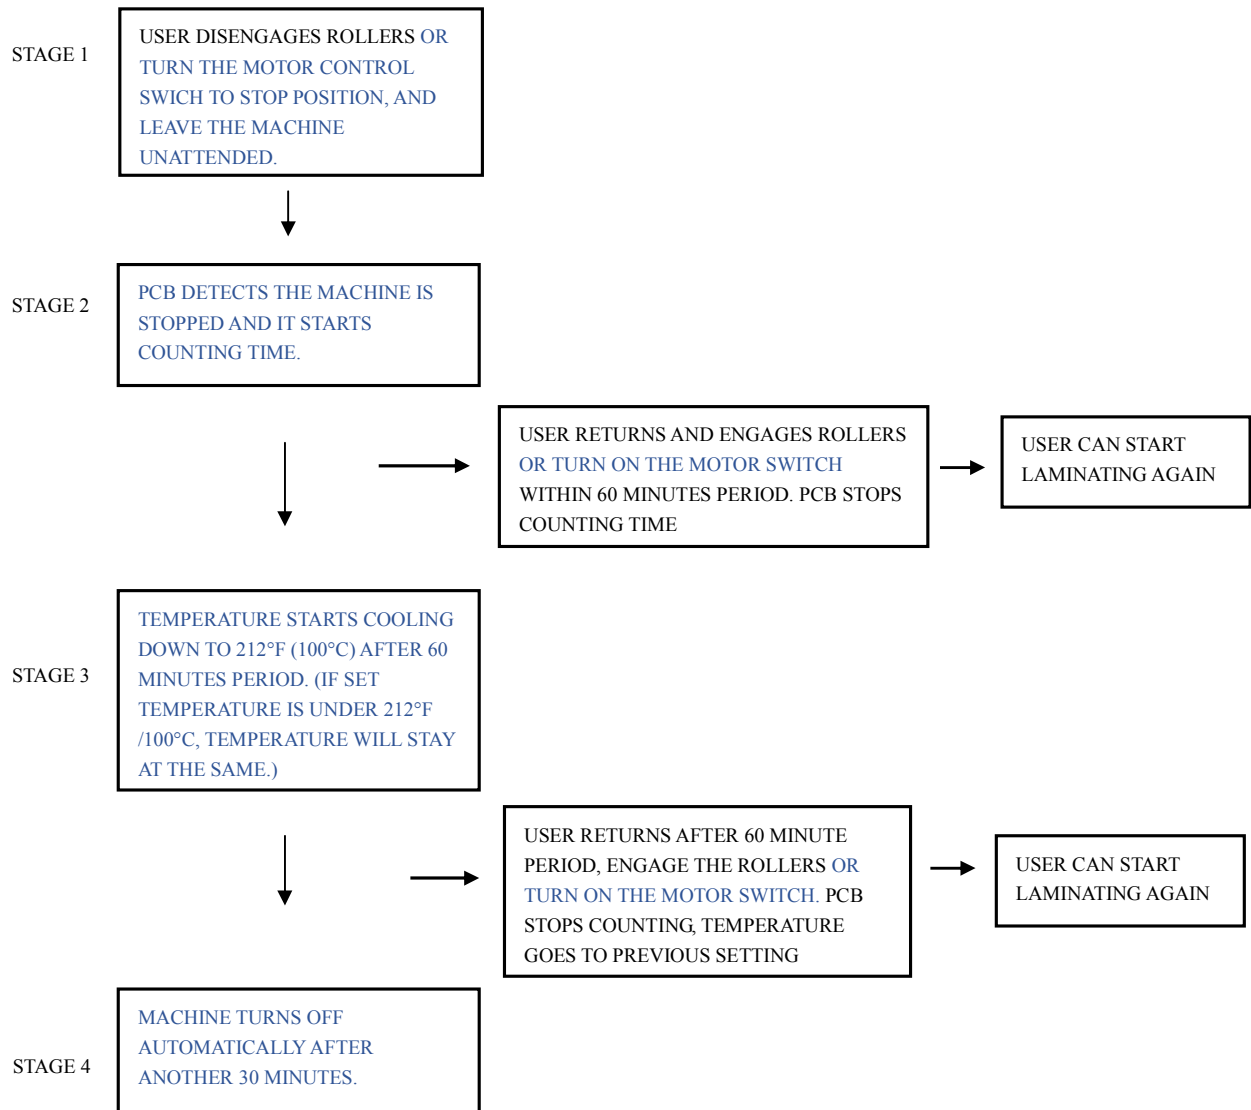 STAGE 1
USER DISENGAGES ROLLERS OR
TURN THE MOTOR CONTROL
SWICH TO STOP POSITION, AND
LEAVE THE MACHINE
UNATTENDED.
STAGE 2
PCB DETECTS THE MACHINE IS
STOPPED AND IT STARTS
COUNTING TIME.
USER RETURNS AND ENGAGES ROLLERS
OR TURN ON THE MOTOR SWITCH
WITHIN 60 MINUTES PERIOD. PCB STOPS
COUNTING TIME
USER CAN START
LAMINATING AGAIN
STAGE 3
TEMPERATURE STARTS COOLING
DOWN TO 212°F (100°C) AFTER 60
MINUTES PERIOD. (IF SET
TEMPERATURE IS UNDER 212°F
/100°C, TEMPERATURE WILL STAY
AT THE SAME.)
USER RETURNS AFTER 60 MINUTE
PERIOD, ENGAGE THE ROLLERS OR
TURN ON THE MOTOR SWITCH. PCB
STOPS COUNTING, TEMPERATURE
GOES TO PREVIOUS SETTING
USER CAN START
LAMINATING AGAIN
STAGE 4
MACHINE TURNS OFF
AUTOMATICALLY AFTER
ANOTHER 30 MINUTES.